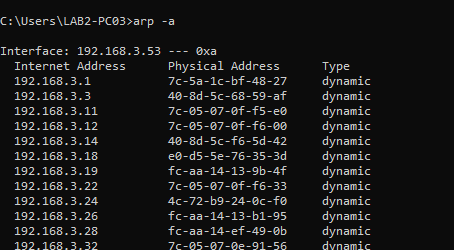 C:\Users\LAB2-PC03>arp -a
Interface: 192.168.3.53 --- 0xa
Internet Address Physical Address Type
192.168.3.1 7c-5a-1c-bf-48-27 dynamic
192.168.3.3 40-8d-5c-68-59-af dynamic
192.168.3.11 7c-05-07-0f-f5-e0 dynamic
192.168.3.12 7c-05-07-0f-f6-00 dynamic
192.168.3.14 40-8d-5c-f6-5d-42 dynamic
192.168.3.18 e0-d5-5e-76-35-3d dynamic
192.168.3.19 fc-aa-14-13-9b-4f dynamic
192.168.3.22 7c-05-07-0f-f6-33 dynamic
192.168.3.24 4c-72-b9-24-0c-f0 dynamic
192.168.3.26 fc-aa-14-13-b1-95 dynamic
192.168.3.28 fc-aa-14-ef-49-0b dynamic
192.168.3.32 7c-05-07-0e-91-56 dynamic